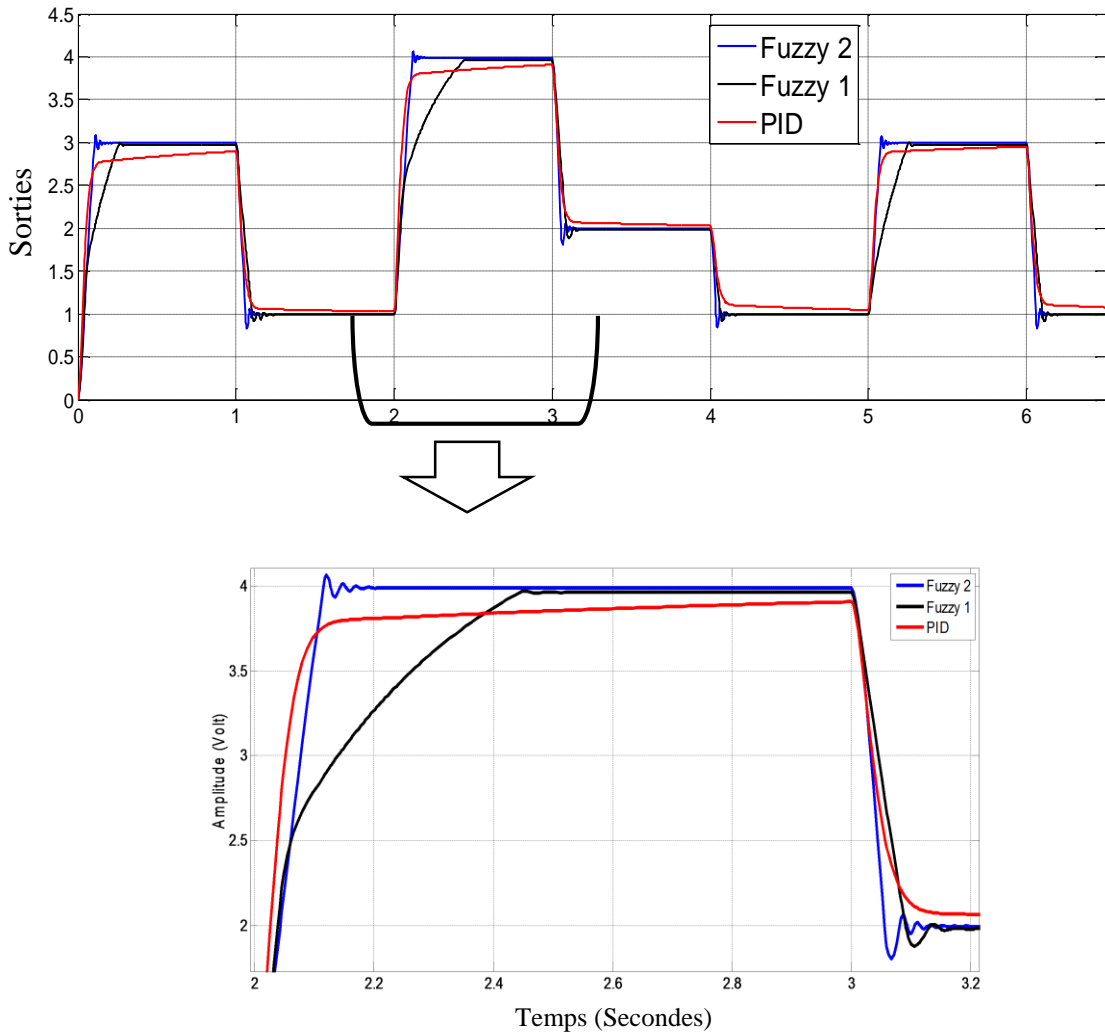 4.5
4
3.5
3
2.5
2
1.5
1
0.5
0
Sorties
Fuzzy 2
Fuzzy 1
PID
0 1 2 3 4 5 6
4
3.5
3
2.5
2
Amplitude (Volt)
Fuzzy 2
Fuzzy 1
PID
2 2.2 2.4 2.6 2.8 3 3.2
Temps (Secondes)